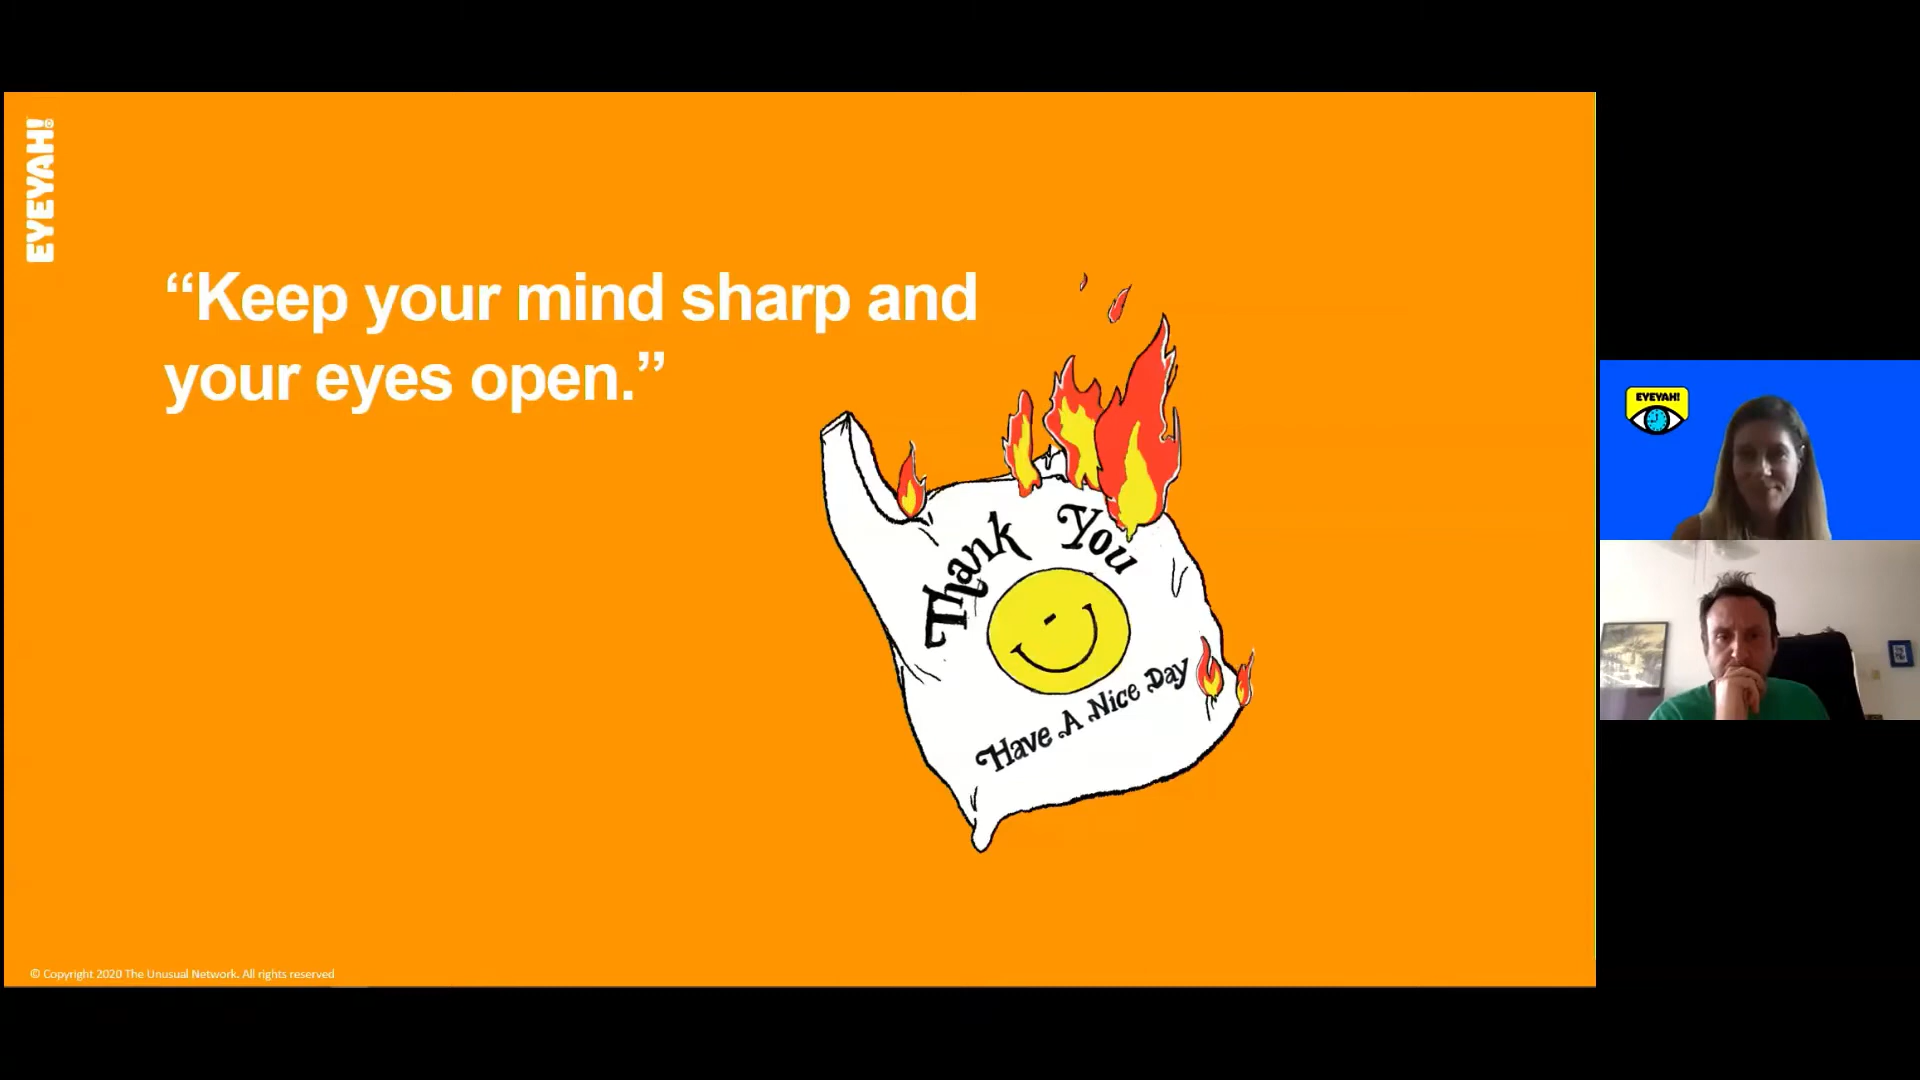 EYEYAH!
“Keep your mind sharp and
your eyes open.”
Thank You
Have A Nice Day
© Copyright 2020 The Unusual Network. All rights reserved
EYEYAH!